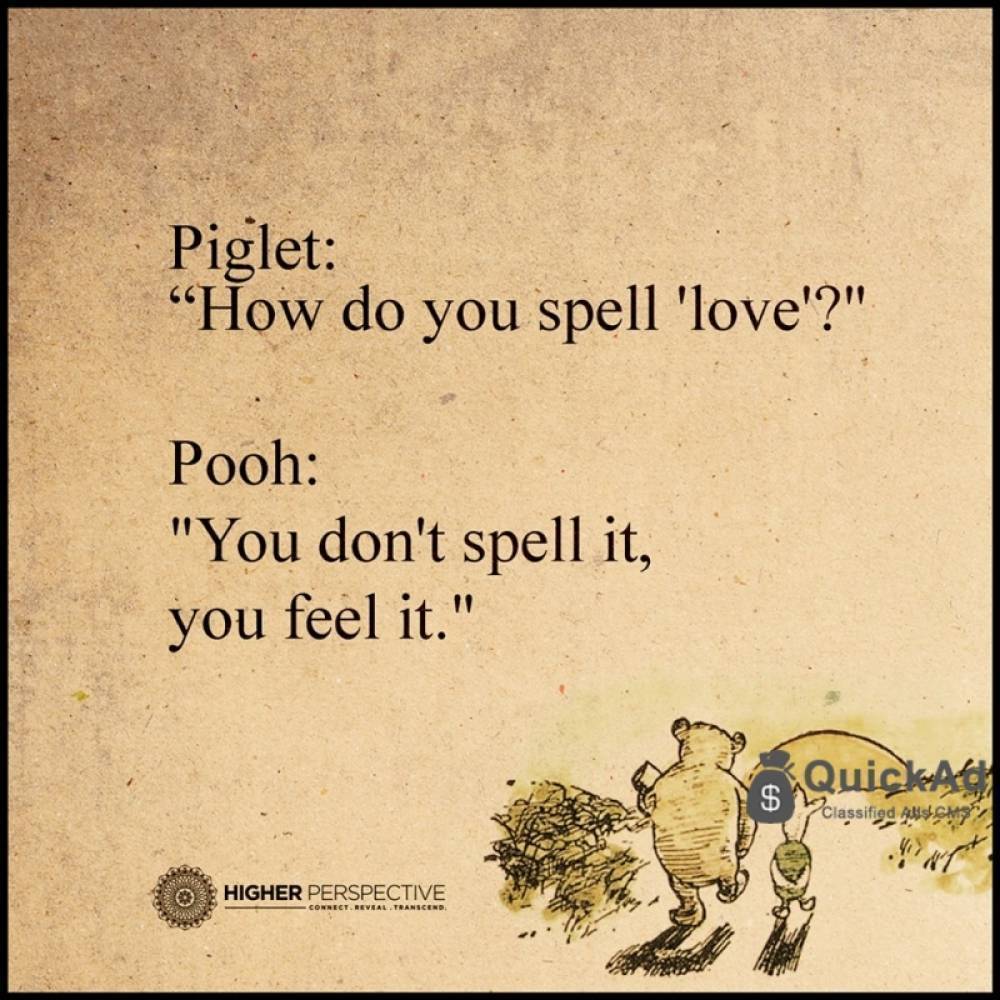 Piglet:
“How do you spell 'love'?"
Pooh:
"You don't spell it,
you feel it."
QuickAd
Classified Ads CMS
$
HIGHER PERSPECTIVE
CONNECT . REVEAL . TRANSCEND.